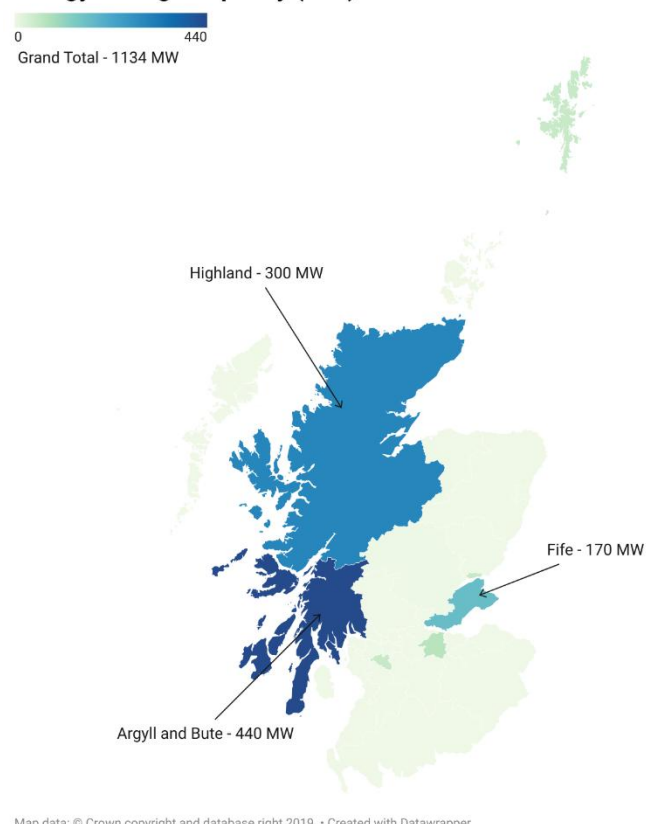 0
440
Grand Total - 1134 MW
Highland - 300 MW
Fife - 170 MW
Argyll and Bute - 440 MW
Map data: © Crown copyright and database right 2019 • Created with Datawrapper